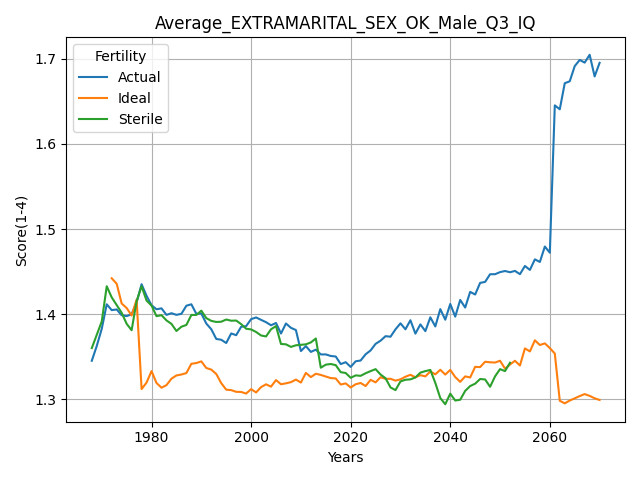 Average_EXTRAMARITAL_SEX_OK_Male_Q3_IQ
Fertility
Actual
Ideal
Sterile
Score(1-4)
1.7
1.6
1.5
1.4
1.3
1980
2000
2020
2040
2060
Years